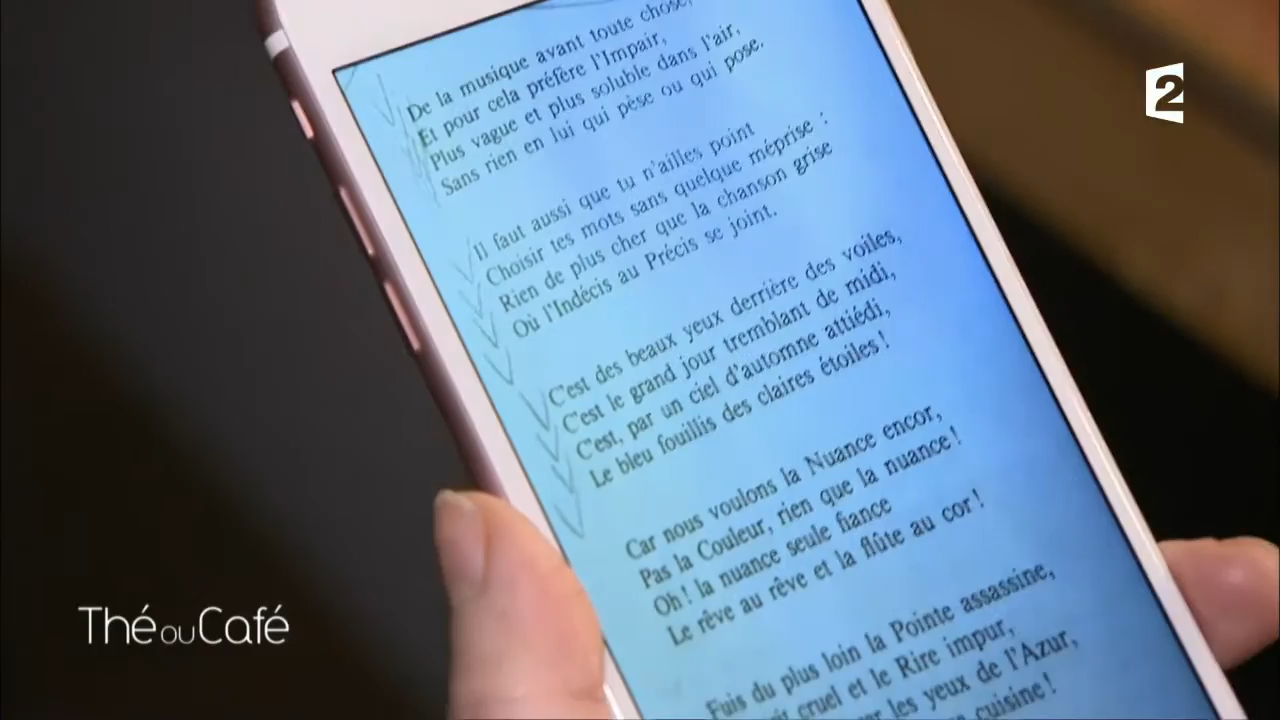 De la musique avant toute chose,
Et pour cela préfère l'Impair,
Plus vague et plus soluble dans l'air,
Sans rien en lui qui pèse ou qui pose.
Il faut aussi que tu n'ailles point
Choisir tes mots sans quelque méprise :
Rien de plus cher que la chanson grise
Où l'Indécis au Précis se joint.
C'est des beaux yeux derrière des voiles,
C'est le grand jour tremblant de midi,
C'est, par un ciel d'automne attiédi,
Le bleu fouillis des claires étoiles !
Car nous voulons la Nuance encor,
Pas la Couleur, rien que la nuance !
Oh ! la nuance seule fiance
Le rêve au rêve et la flûte au cor !
Fuis du plus loin la Pointe assassine,
cruel et le Rire impur,
les yeux de l'Azur,
cuisine !
2
Thé ou Café